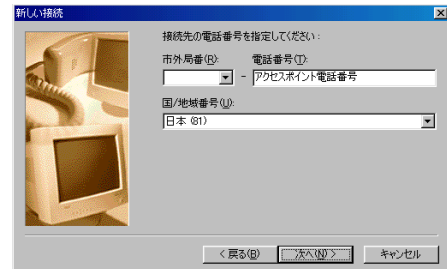 新しい接続
接続先の電話番号を指定してください:
市外局番(R): 電話番号(T):
- アクセスポイント電話番号
国/地域番号(U):
日本 (81)
< 戻る(B) 次へ(N) > キャンセル